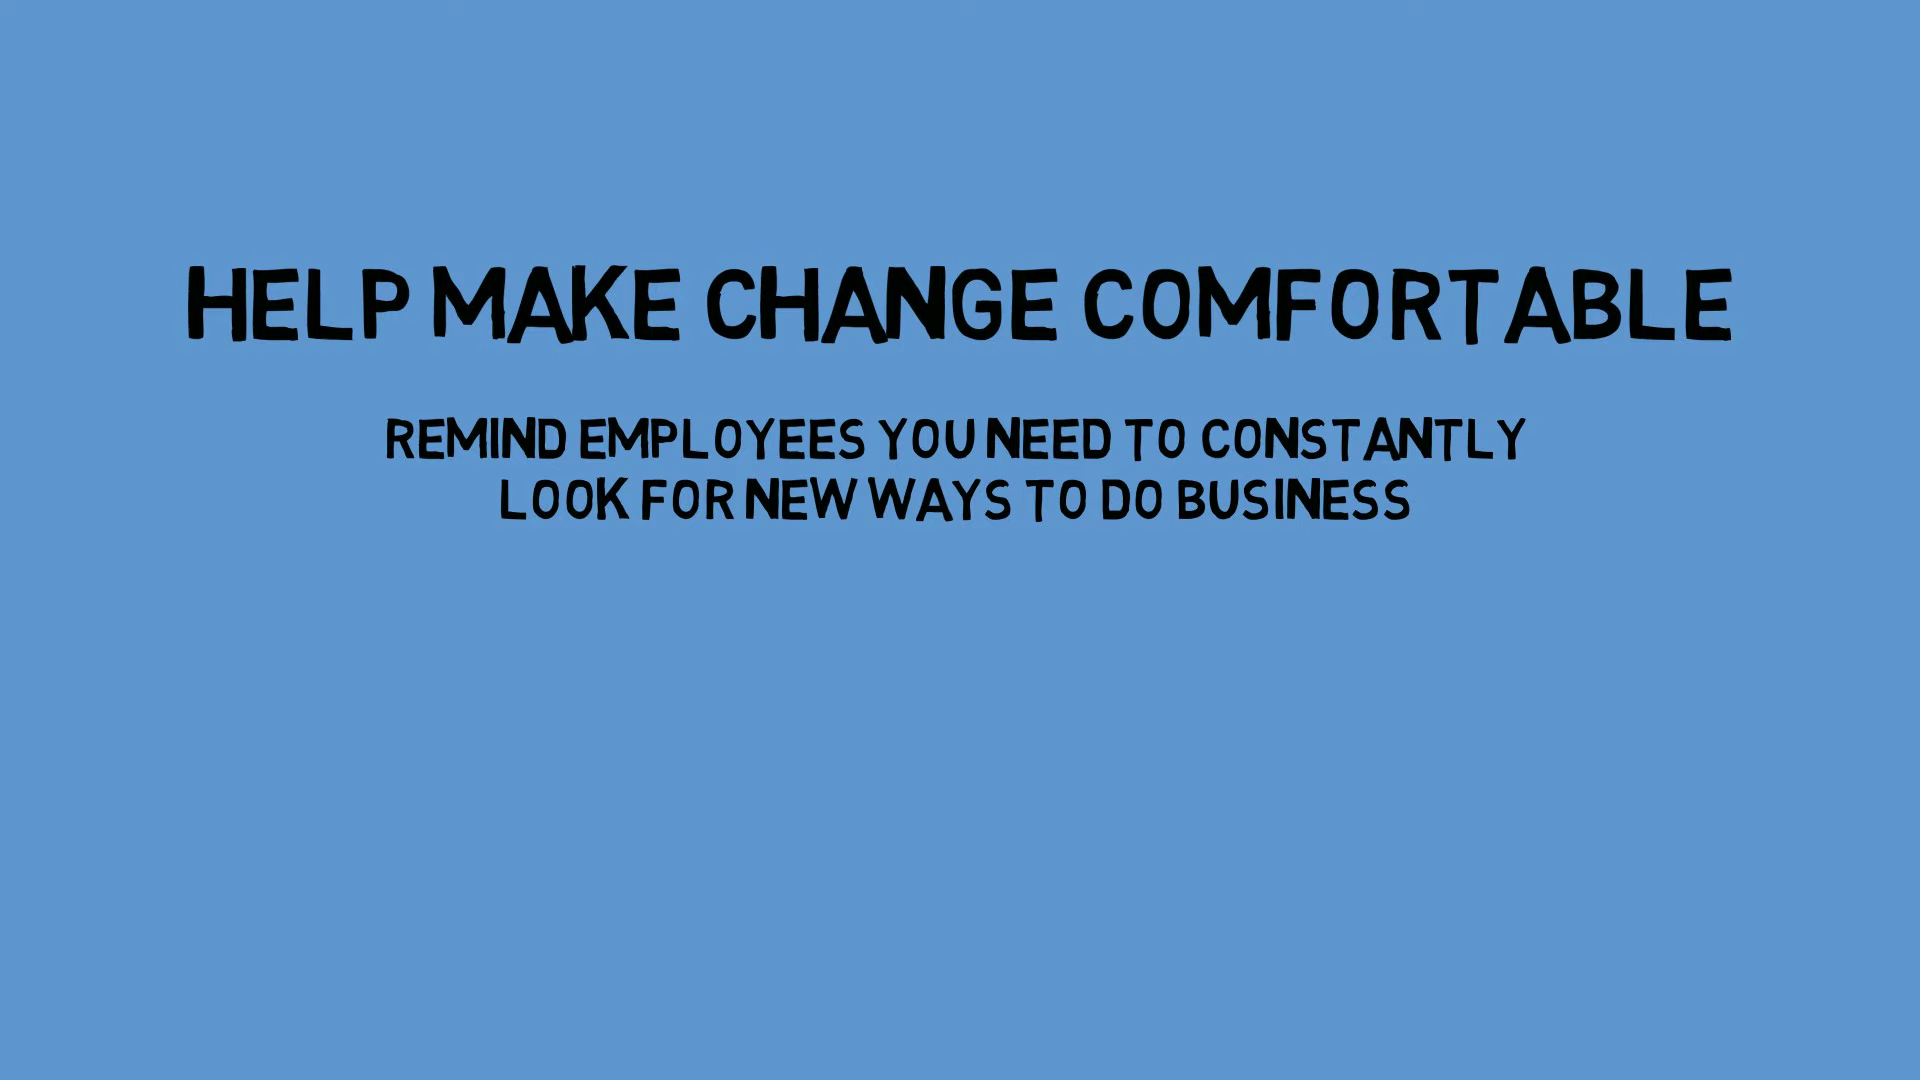 HELP MAKE CHANGE COMFORTABLE
REMIND EMPLOYEES YOU NEED TO CONSTANTLY
LOOK FOR NEW WAYS TO DO BUSINESS